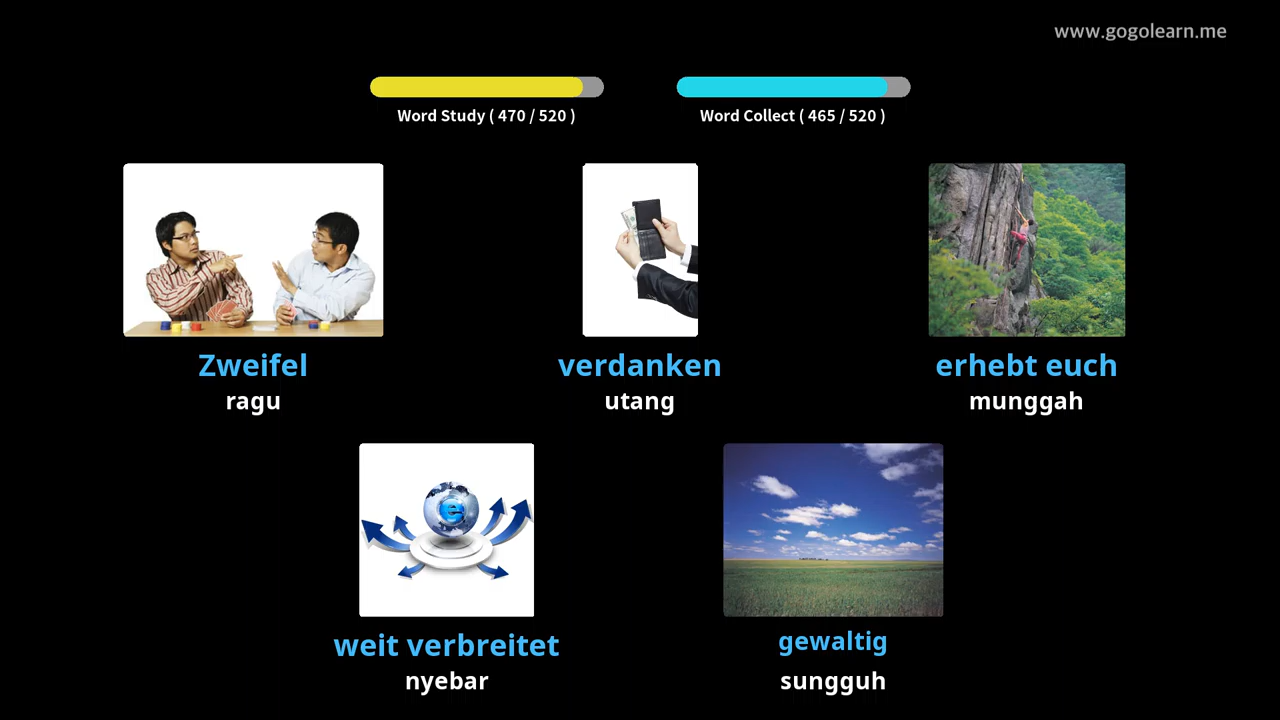 www.gogolearn.me
Word Study ( 470 / 520 )
Word Collect ( 465 / 520 )
Zweifel
ragu
verdanken
utang
erhebt euch
munggah
e
weit verbreitet
nyebar
gewaltig
sungguh